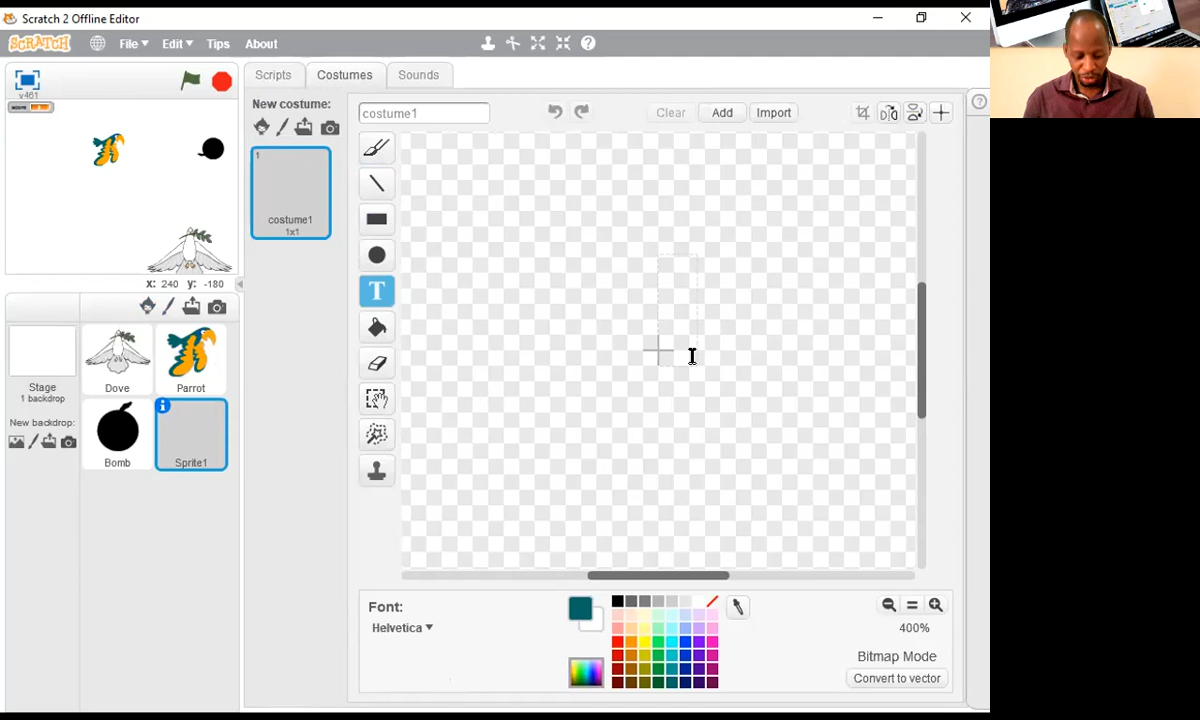 Scratch 2 Offline Editor
SCRATCH File Edit Tips About
v461
Scripts Costumes Sounds
New costume:
1
costume1
1x1
costume1
Clear Add Import
T
x: 240 y: -180
Stage
1 backdrop
New backdrop:
Dove
Parrot
Bomb
Sprite1
Font:
Helvetica
400%
Bitmap Mode
Convert to vector